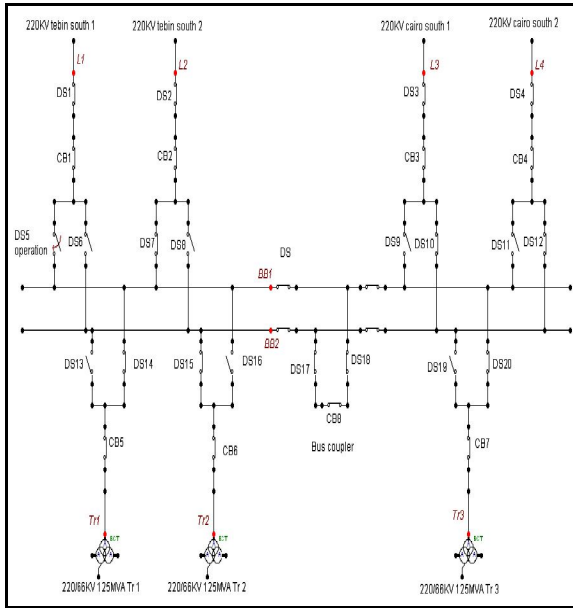 220KV tebin south 1
220KV tebin south 2
220KV cairo south 1
220KV cairo south 2
L1
L2
L3
L4
DS1
DS2
DS3
DS4
CB1
CB2
CB3
CB4
DS5
operation
DS6
D97
DS8
DS9
DS10
DS11
DS12
DS
BB1
BB2
DS13
DS14
DS15
DS16
DS17
DS18
DS19
DS20
CB8
Bus coupler
CB5
CB6
CB7
Tr1
Tr2
Tr3
220/66KV 125MVA Tr 1
220/66KV 125MVA Tr 2
220/66KV 125MVA Tr 3